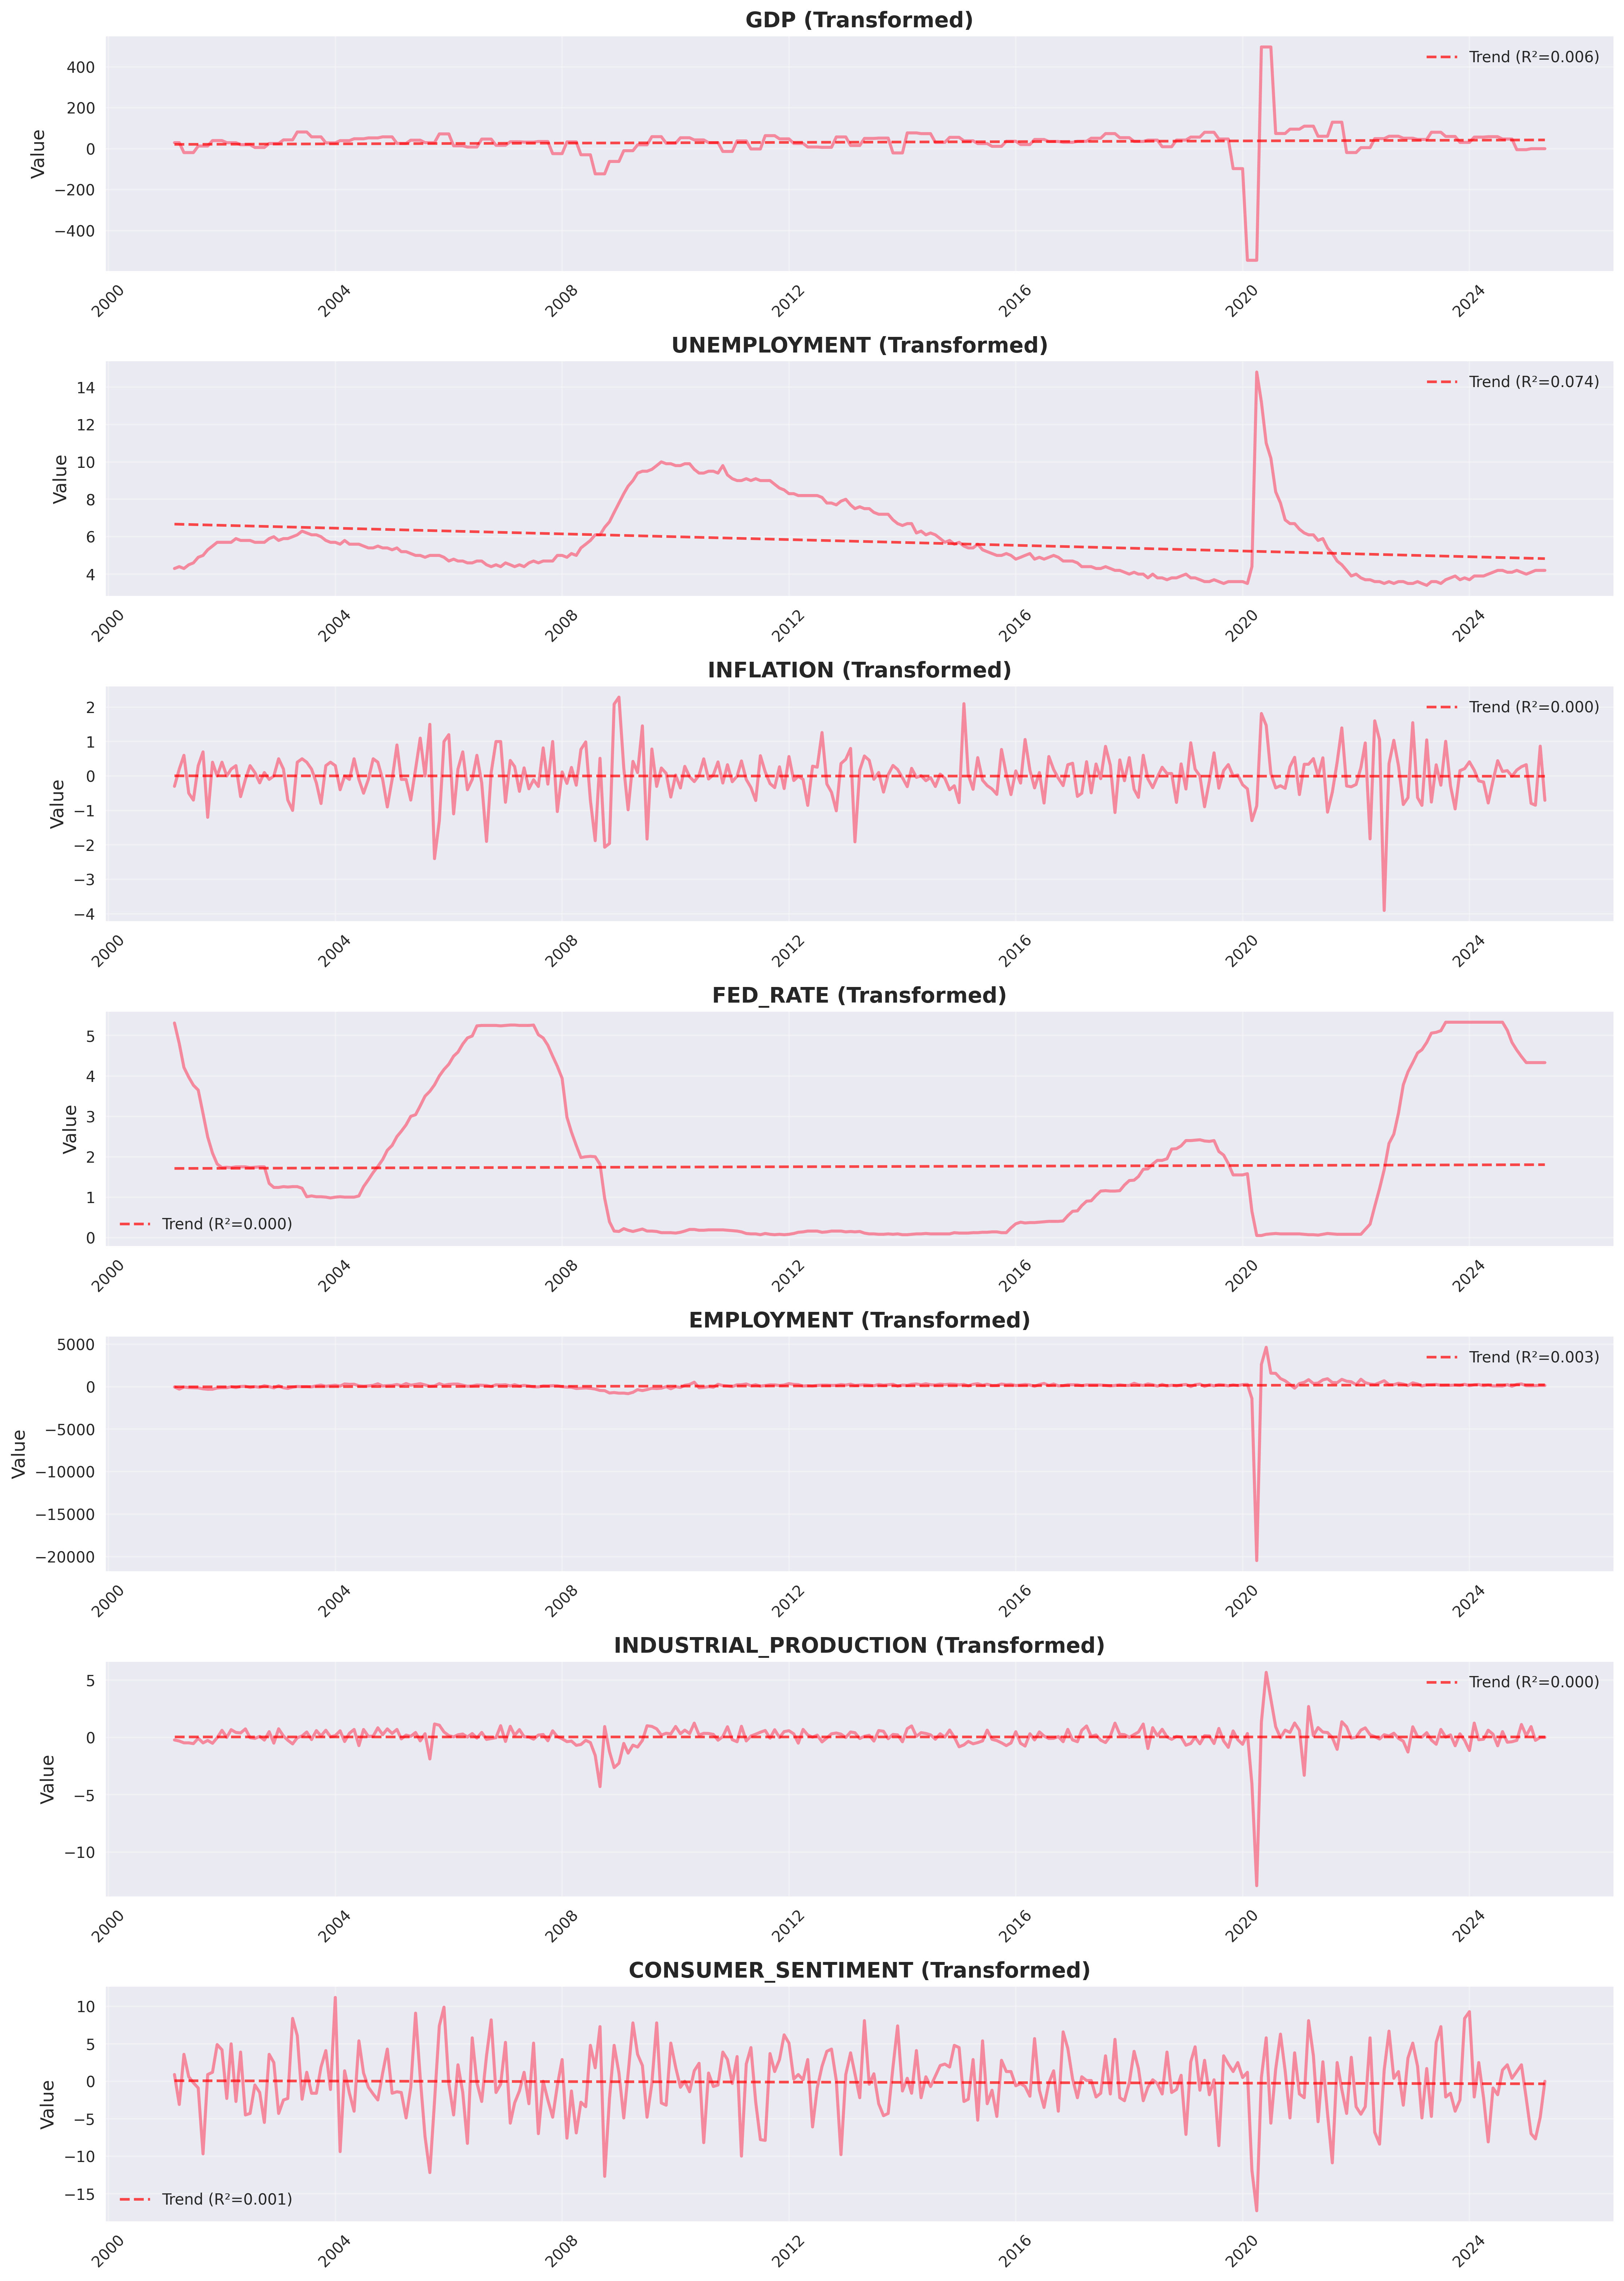 GDP (Transformed)
Trend (R²=0.006)
400
200
0
−200
−400
Value
2000 2004 2008 2012 2016 2020 2024
UNEMPLOYMENT (Transformed)
Trend (R²=0.074)
14
12
10
8
6
4
Value
2000 2004 2008 2012 2016 2020 2024
INFLATION (Transformed)
Trend (R²=0.000)
2
1
0
−1
−2
−3
−4
Value
2000 2004 2008 2012 2016 2020 2024
FED_RATE (Transformed)
5
4
3
2
1
0
Value
Trend (R²=0.000)
2000 2004 2008 2012 2016 2020 2024
EMPLOYMENT (Transformed)
Trend (R²=0.003)
5000
0
−5000
−10000
−15000
−20000
Value
2000 2004 2008 2012 2016 2020 2024
INDUSTRIAL_PRODUCTION (Transformed)
Trend (R²=0.000)
5
0
−5
−10
Value
2000 2004 2008 2012 2016 2020 2024
CONSUMER_SENTIMENT (Transformed)
10
5
0
−5
−10
−15
Value
Trend (R²=0.001)
2000 2004 2008 2012 2016 2020 2024